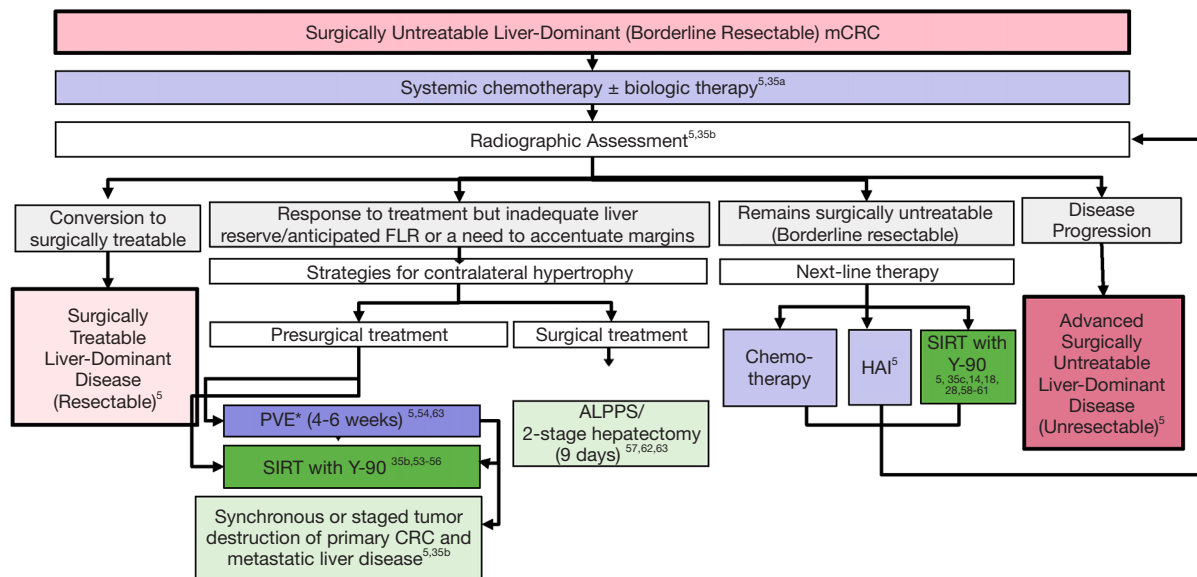 Surgically Untreatable Liver-Dominant (Borderline Resectable) mCRC
Systemic chemotherapy ± biologic therapy5,35a
Radiographic Assessment5,35b
Conversion to
surgically treatable
Response to treatment but inadequate liver
reserve/anticipated FLR or a need to accentuate margins
Remains surgically untreatable
(Borderline resectable)
Disease
Progression
Strategies for contralateral hypertrophy
Next-line therapy
Surgically
Treatable
Liver-Dominant
Disease
(Resectable)5
Presurgical treatment
Surgical treatment
Chemo-
therapy
HAI5
SIRT with
Y-90
5, 35c,14,18,
28,58-61
Advanced
Surgically
Untreatable
Liver-Dominant
Disease
(Unresectable)5
PVE* (4-6 weeks) 5,54,63
SIRT with Y-90 35b,53-56
ALPPS/
2-stage hepatectomy
(9 days) 57,62,63
Synchronous or staged tumor
destruction of primary CRC and
metastatic liver disease5,35b